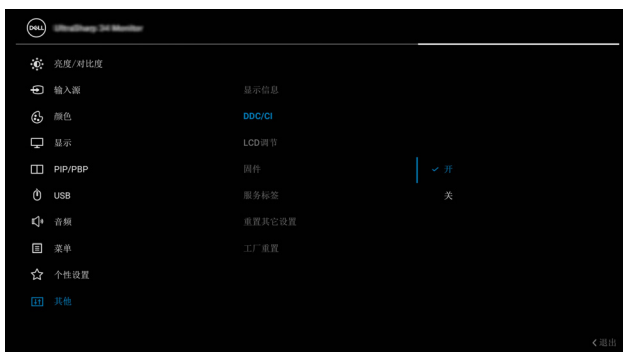 DELL
UltraSharp 34 Monitor
亮度/对比度
输入源
显示信息
颜色
DDC/CI
显示
LCD调节
PIP/PBP
固件
✓ 开
USB
服务标签
关
音频
重置其它设置
菜单
工厂重置
个性设置
其他
退出